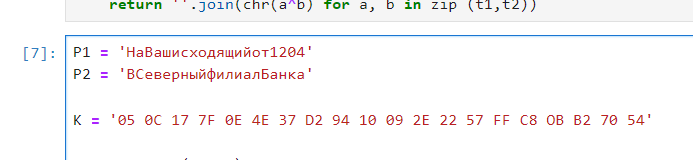 return ''.join(chr(a^b) for a, b in zip (t1,t2))
[7]:
P1 = 'НаВашисходящийот1204'
P2 = 'ВСеверныйфилиалБанка'
K = '05 0C 17 7F 0E 4E 37 D2 94 10 09 2E 22 57 FF C8 OB B2 70 54'